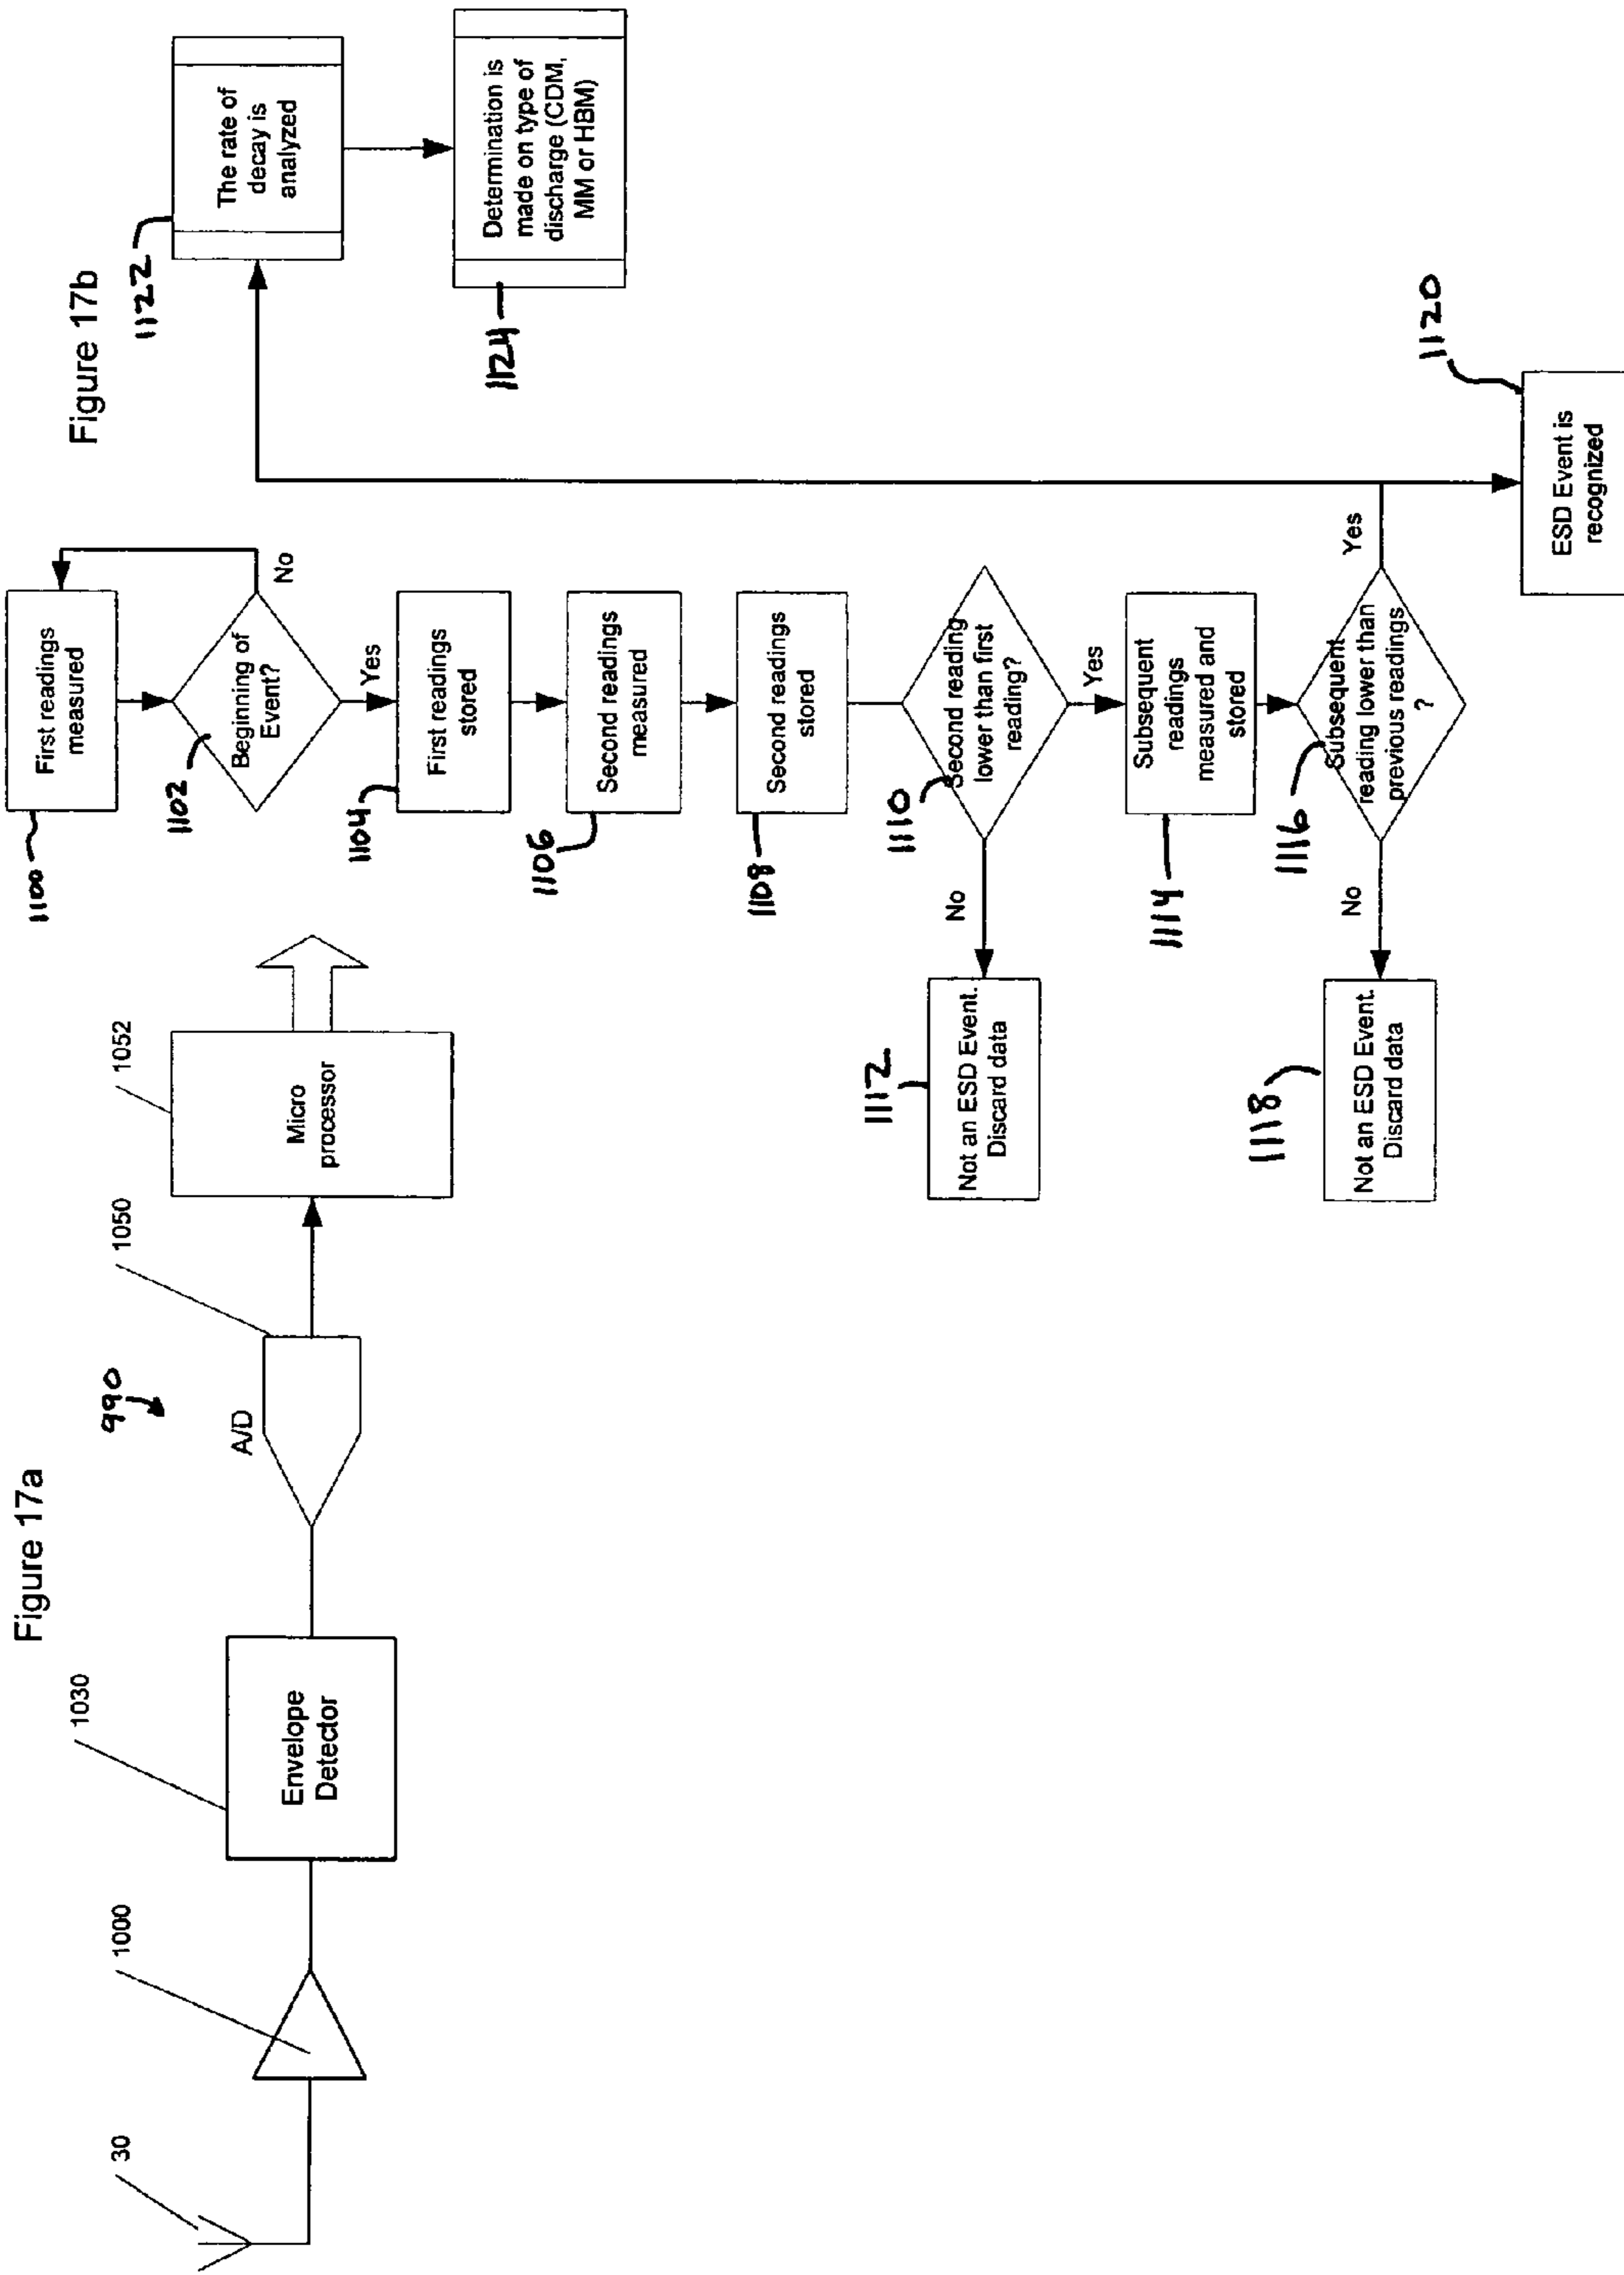 Figure 17a
990
30
1000
1030
Envelope
Detector
A/D
1050
1052
Micro
processor
Figure 17b
1100
First readings
measured
1102
Beginning of
Event?
No
Yes
1104
First readings
stored
1106
Second readings
measured
1108
Second readings
stored
1110
Second reading
lower than first
reading?
No
Yes
1112
Not an ESD Event.
Discard data
1114
Subsequent
readings
measured and
stored
1116
Subsequent
reading lower than
previous readings
?
No
Yes
1118
Not an ESD Event.
Discard data
1120
ESD Event is
recognized
1122
The rate of
decay is
analyzed
1124
Determination is
made on type of
discharge (CDM,
MM or HBM)